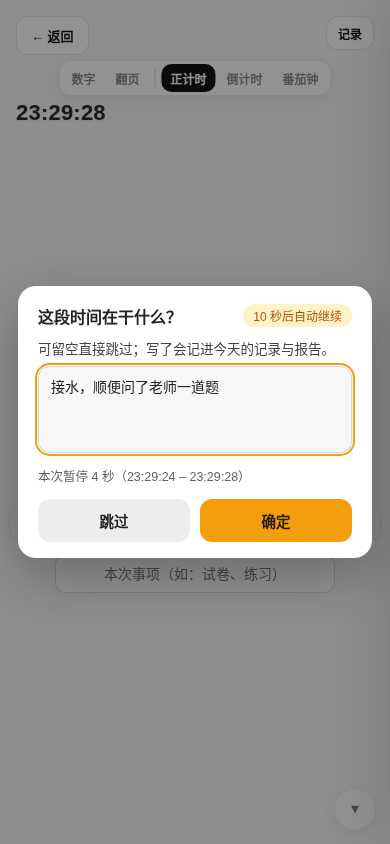 ← 返回
记录
数字 翻页 正计时 倒计时 番茄钟
23:29:28
这段时间在干什么？
10 秒后自动继续
可留空直接跳过；写了会记进今天的记录与报告。
接水，顺便问了老师一道题
本次暂停 4 秒（23:29:24 – 23:29:28）
跳过
确定
本次事项（如：试卷、练习）
▼